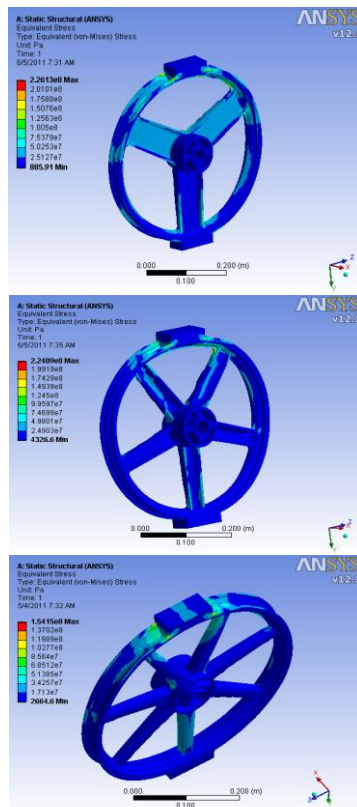 A: Static Structural (ANSYS)
Equivalent Stress
Type: Equivalent (von-Mises) Stress
Unit: Pa
Time: 1
6/5/2011 7:31 AM
2.2613e8 Max
2.0101e8
1.7588e8
1.5076e8
1.2563e8
1.005e8
7.5379e7
5.0253e7
2.5127e7
885.91 Min
ANSYS
v12.
0.000
0.200 (m)
0.100
Z
X
Y
A: Static Structural (ANSYS)
Equivalent Stress
Type: Equivalent (von-Mises) Stress
Unit: Pa
Time: 1
6/5/2011 7:35 AM
2.2409e8 Max
1.9919e8
1.7429e8
1.4939e8
1.245e8
9.9597e7
7.4699e7
4.9801e7
2.4903e7
4326.6 Min
ANSYS
v12.
0.000
0.200 (m)
0.100
Z
X
Y
A: Static Structural (ANSYS)
Equivalent Stress
Type: Equivalent (von-Mises) Stress
Unit: Pa
Time: 1
5/4/2011 7:32 AM
1.5415e8 Max
1.3702e8
1.1989e8
1.0277e8
8.564e7
6.8512e7
5.1385e7
3.4257e7
1.713e7
2664.6 Min
ANSYS
v12.
0.000
0.200 (m)
0.100
X
Z
Y